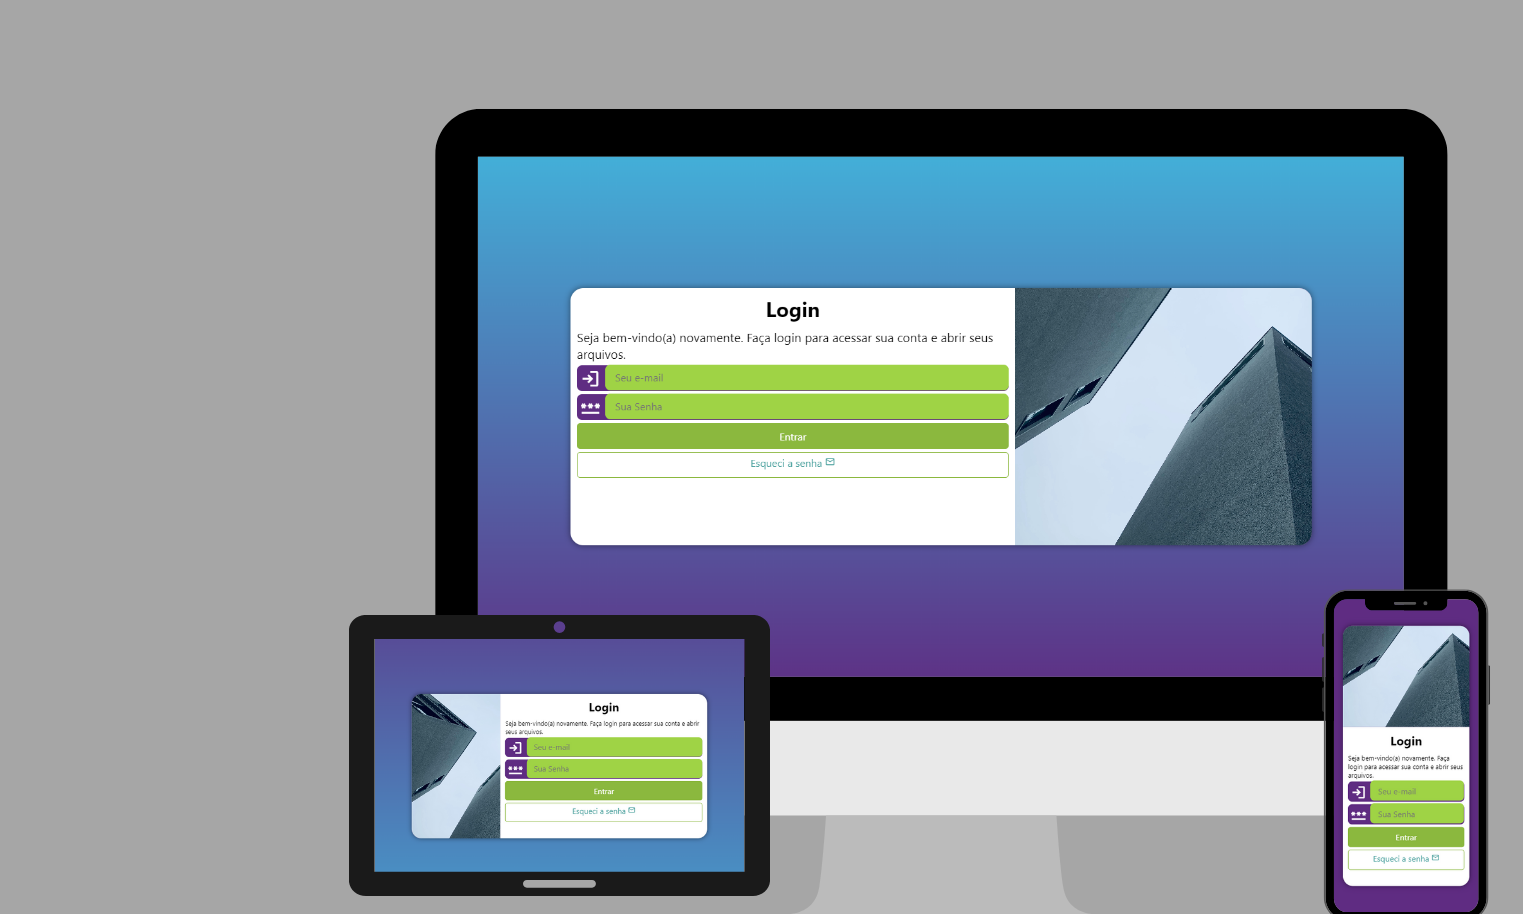 Login
Seja bem-vindo(a) novamente. Faça login para acessar sua conta e abrir seus
arquivos.
Seu e-mail
Sua Senha
Entrar
Esqueci a senha
Login
Seja bem-vindo(a) novamente. Faça login para acessar sua conta e abrir
seus arquivos.
Seu e-mail
Sua Senha
Entrar
Esqueci a senha
Login
Seja bem-vindo(a) novamente. Faça
login para acessar sua conta e abrir seus
arquivos.
Seu e-mail
Sua Senha
Entrar
Esqueci a senha